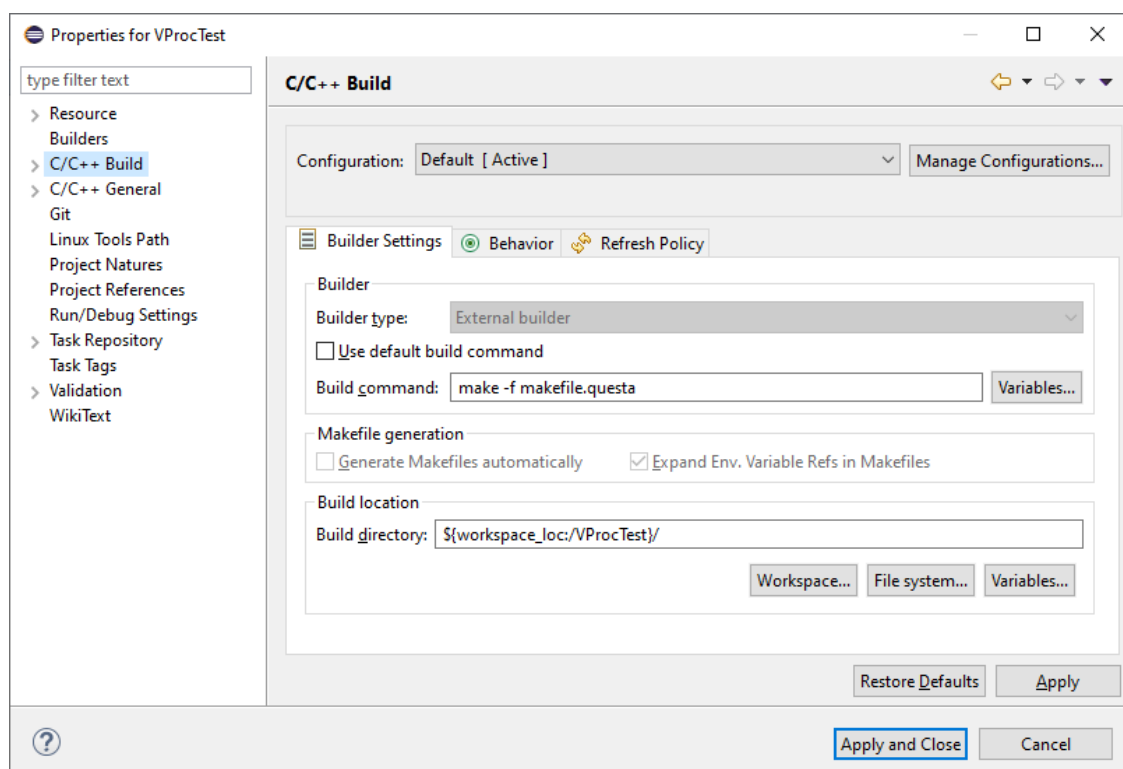 Properties for VProcTest
type filter text
Resource
Builders
C/C++ Build
C/C++ General
Git
Linux Tools Path
Project Natures
Project References
Run/Debug Settings
Task Repository
Task Tags
Validation
WikiText
C/C++ Build
Configuration: Default [ Active ] Manage Configurations...
Builder Settings Behavior Refresh Policy
Builder
Builder type: External builder
Use default build command
Build command: make -f makefile.questa Variables...
Makefile generation
Generate Makefiles automatically Expand Env. Variable Refs in Makefiles
Build location
Build directory: ${workspace_loc:/VProcTest}/
Workspace... File system... Variables...
Restore Defaults Apply
? Apply and Close Cancel